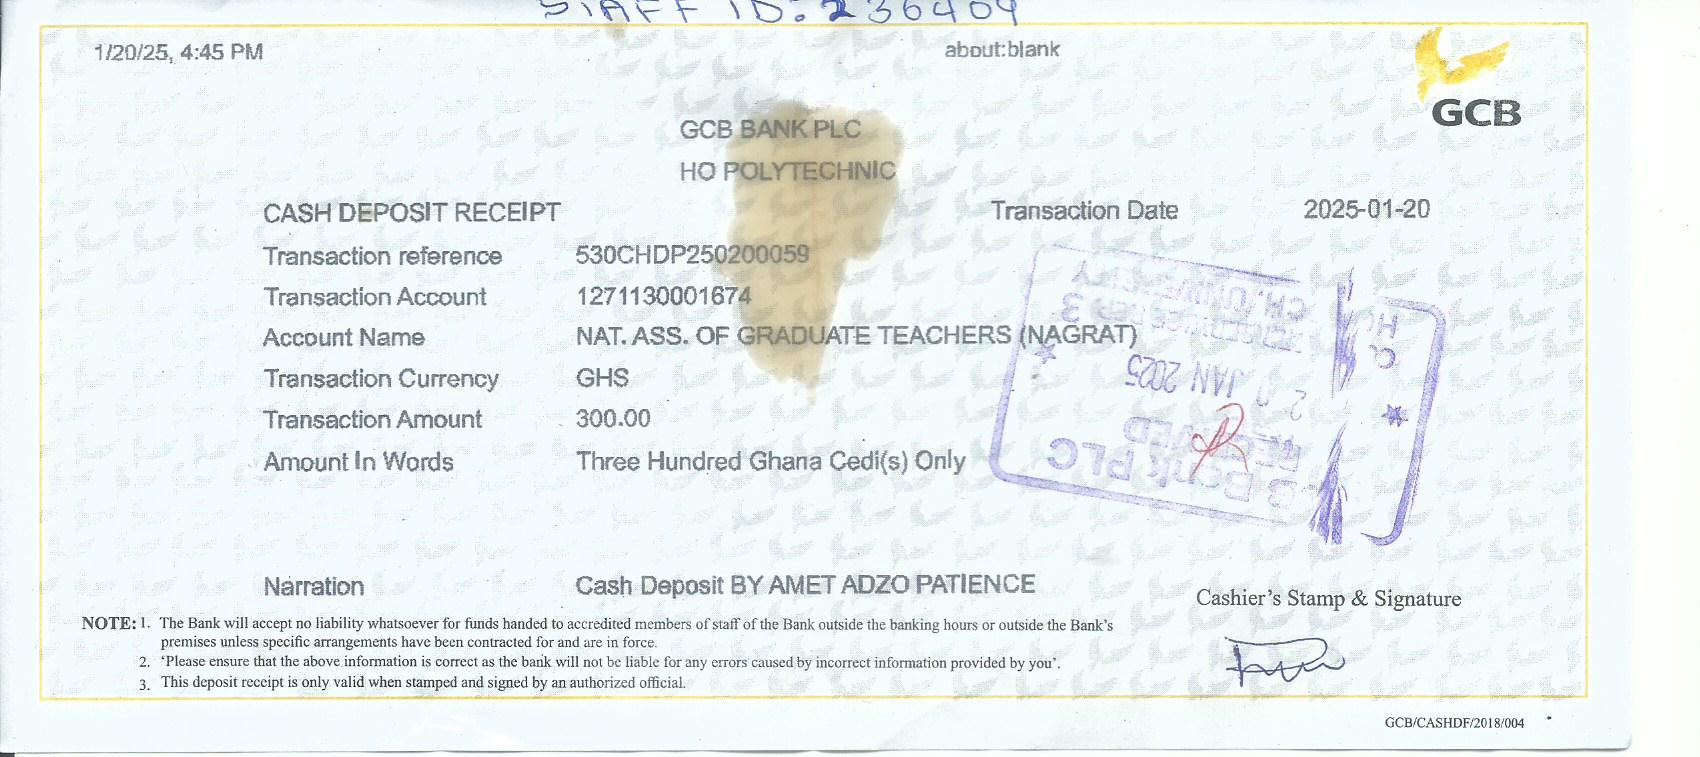 STAFF ID: 236404
1/20/25, 4:45 PM about:blank
GCB
GCB BANK PLC
HO POLYTECHNIC
CASH DEPOSIT RECEIPT Transaction Date 2025-01-20
Transaction reference 530CHDP250200059
Transaction Account 1271130001674
Account Name NAT. ASS. OF GRADUATE TEACHERS (NAGRAT)
Transaction Currency GHS
Transaction Amount 300.00
Amount In Words Three Hundred Ghana Cedi(s) Only
Bank PLC
RECEIVED
JAN 2025
3
Narration Cash Deposit BY AMET ADZO PATIENCE
Cashier's Stamp & Signature
NOTE: 1. The Bank will accept no liability whatsoever for funds handed to accredited members of staff of the Bank outside the banking hours or outside the Bank's
premises unless specific arrangements have been contracted for and are in force.
2. ‘Please ensure that the above information is correct as the bank will not be liable for any errors caused by incorrect information provided by you’.
3. This deposit receipt is only valid when stamped and signed by an authorized official.
GCB/CASHDF/2018/004